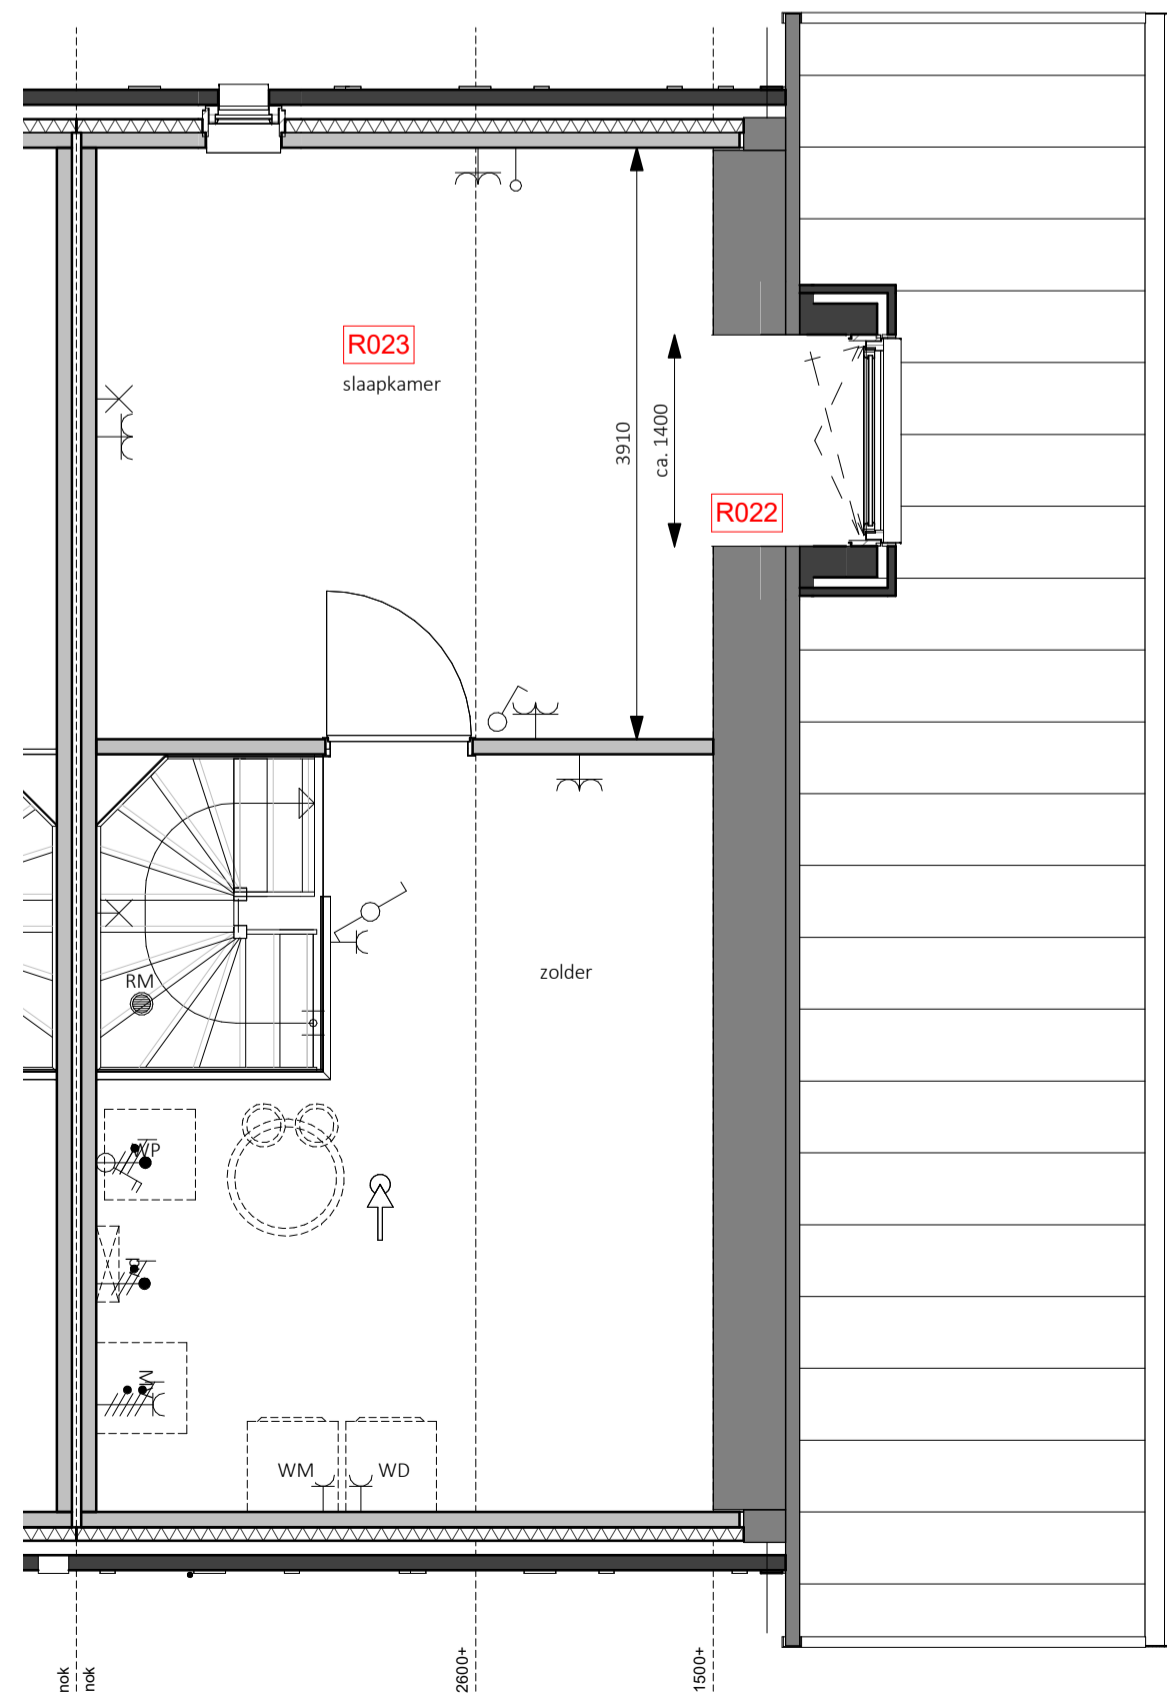 R023
slaapkamer
3910
ca. 1400
R022
zolder
RM
WP
WM
WD
nok
nok
2600+
1500+